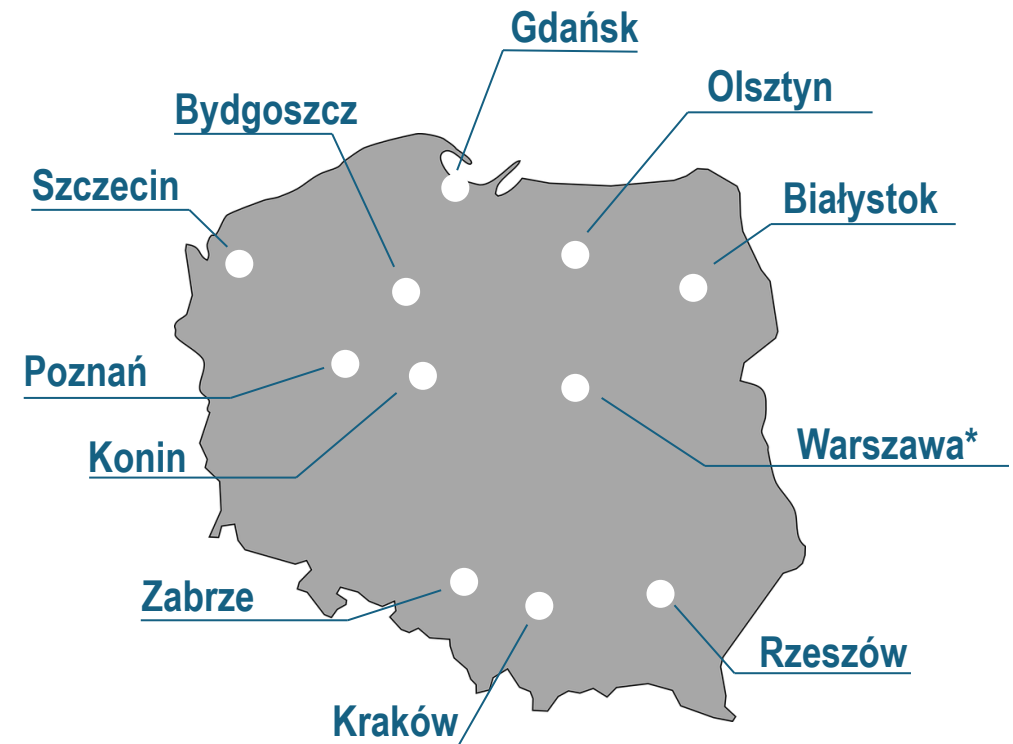 Gdańsk
Olsztyn
Bydgoszcz
Szczecin
Białystok
Poznań
Warszawa*
Konin
Zabrze
Rzeszów
Kraków